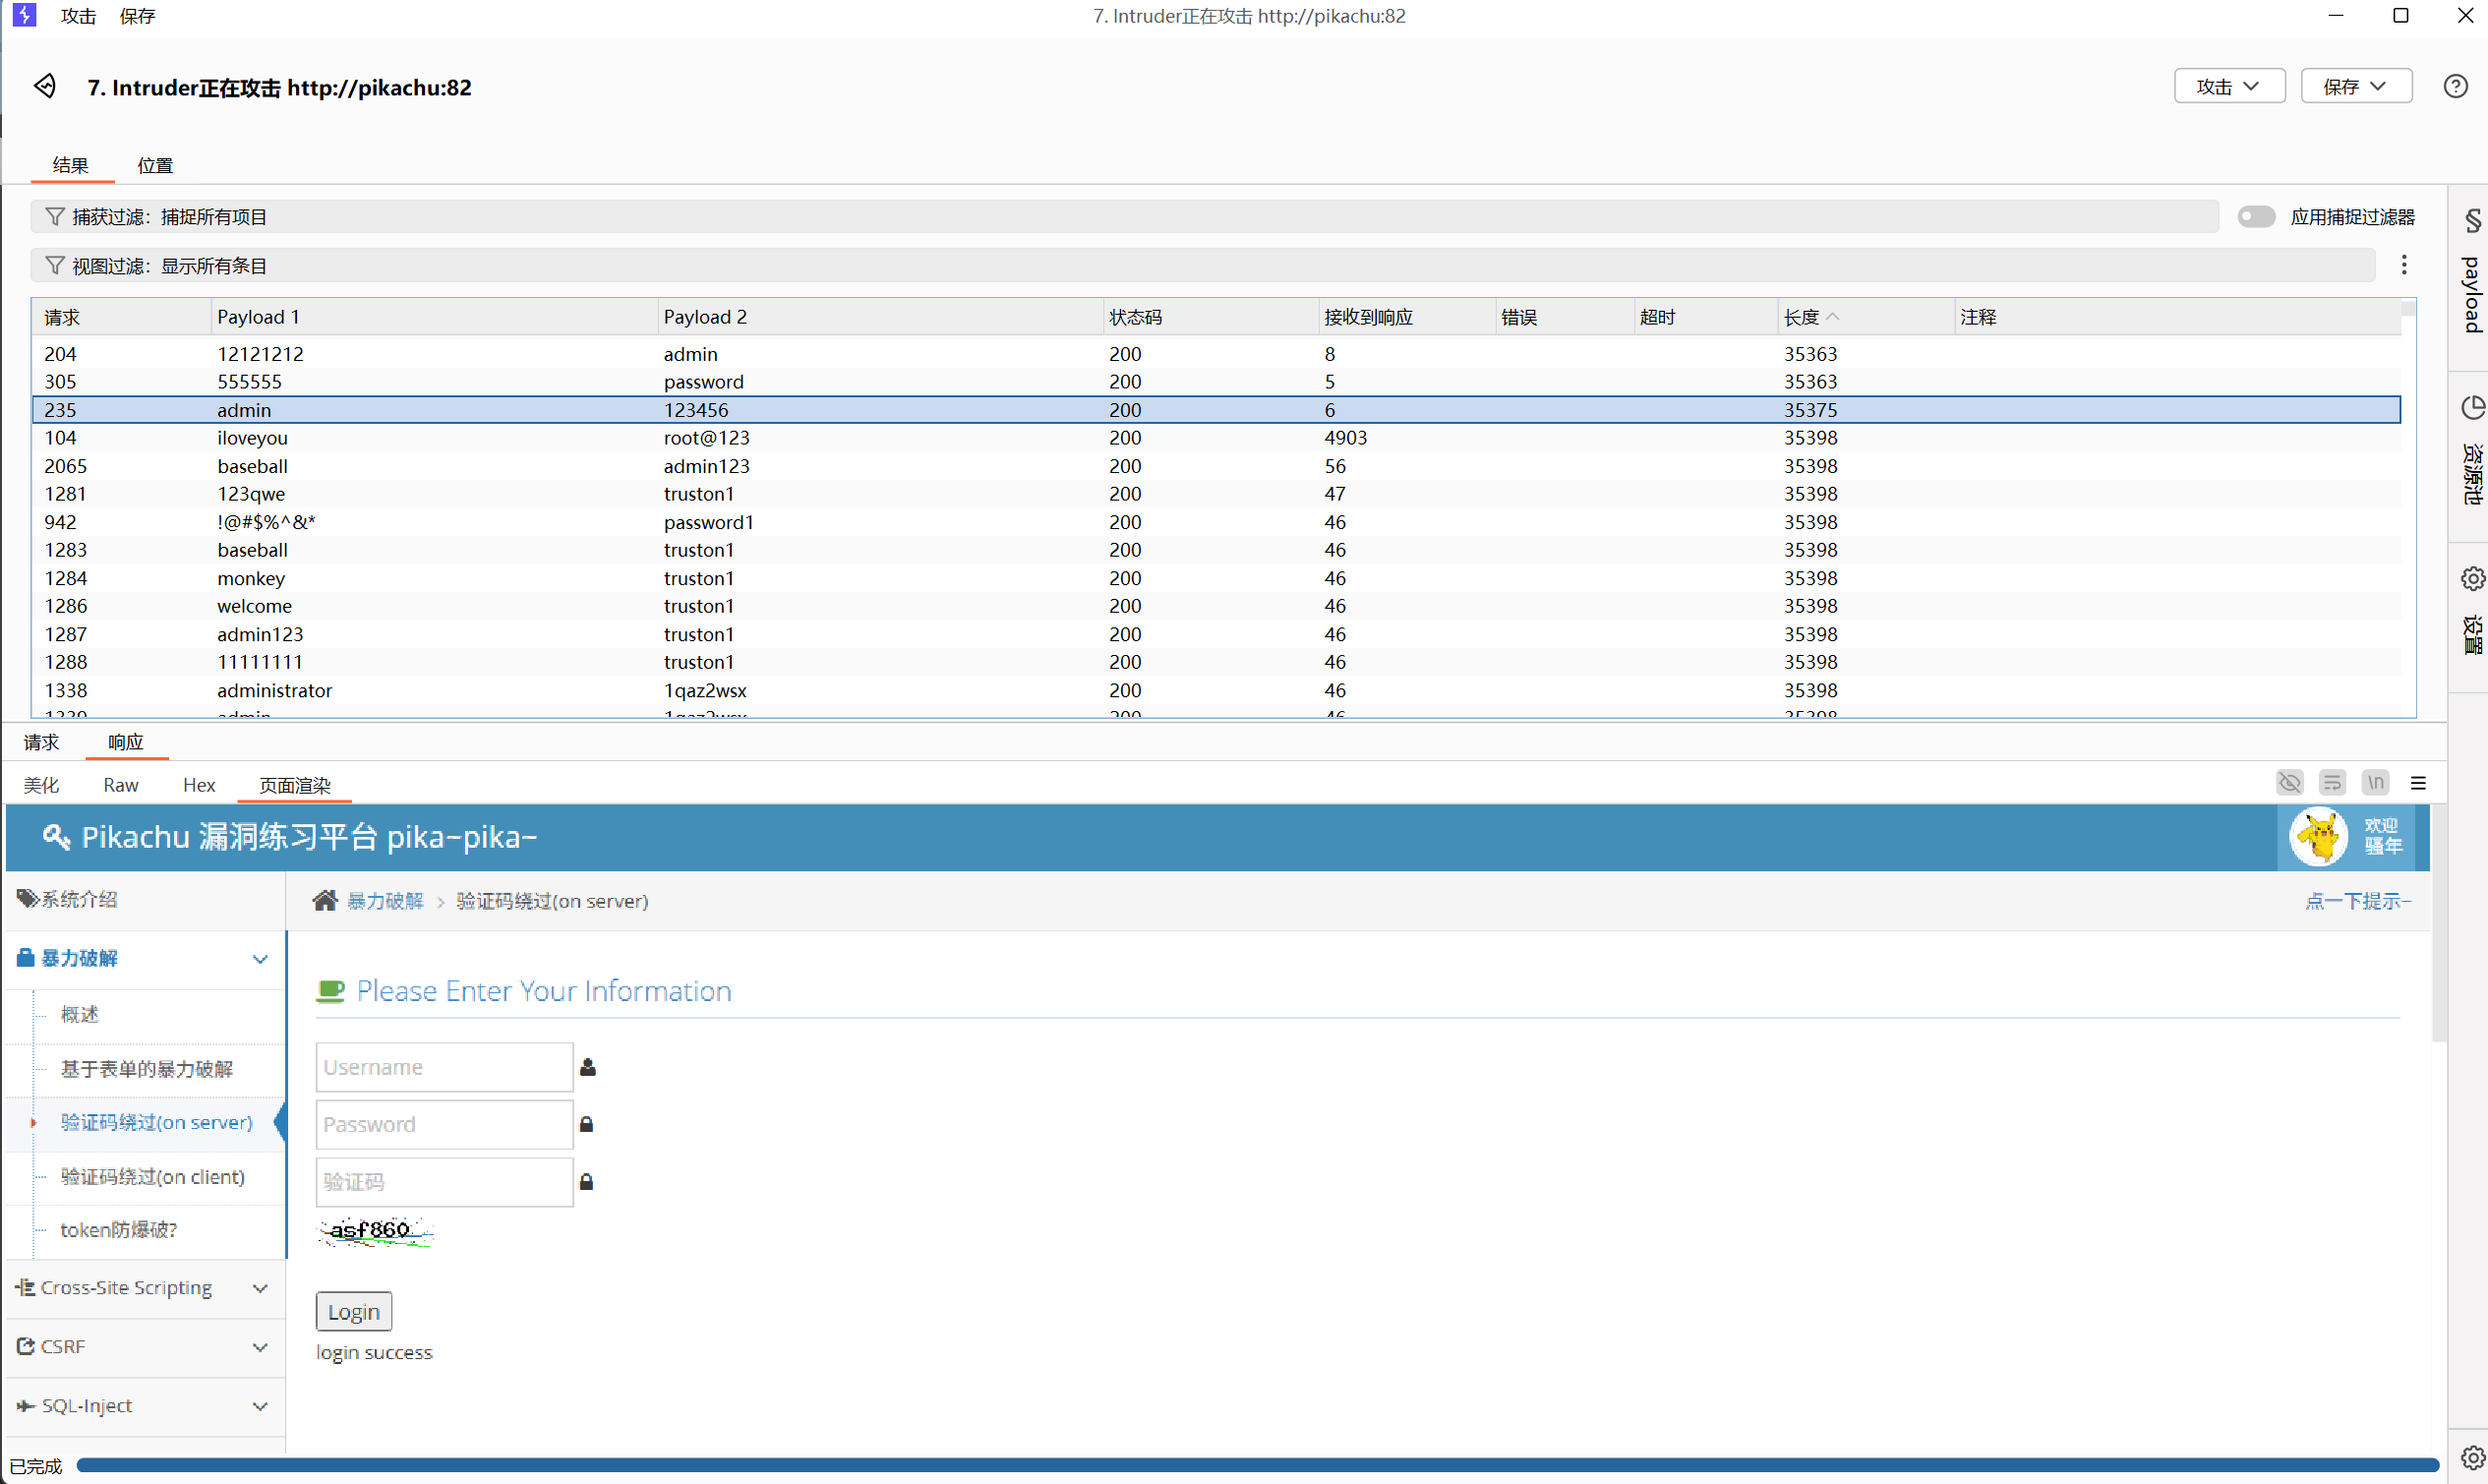 攻击 保存 7. Intruder正在攻击 http://pikachu:82
7. Intruder正在攻击 http://pikachu:82 攻击 保存
结果 位置
捕获过滤：捕捉所有项目 应用捕捉过滤器
视图过滤：显示所有条目
请求 Payload 1 Payload 2 状态码 接收到响应 错误 超时 长度 注释
204 12121212 admin 200 8 35363
305 555555 password 200 5 35363
235 admin 123456 200 6 35375
104 iloveyou root@123 200 4903 35398
2065 baseball admin123 200 56 35398
1281 123qwe truston1 200 47 35398
942 !@#$%^&* password1 200 46 35398
1283 baseball truston1 200 46 35398
1284 monkey truston1 200 46 35398
1286 welcome truston1 200 46 35398
1287 admin123 truston1 200 46 35398
1288 11111111 truston1 200 46 35398
1338 administrator 1qaz2wsx 200 46 35398
1339 admin 1qaz2wsx 200 46 35398
payload
资源池
设置
请求 响应
美化 Raw Hex 页面渲染 \n
Pikachu 漏洞练习平台 pika~pika~
欢迎
骚年
系统介绍
暴力破解 验证码绕过(on server) 点一下提示~
暴力破解
概述
基于表单的暴力破解
验证码绕过(on server)
验证码绕过(on client)
token防爆破?
Cross-Site Scripting
CSRF
SQL-Inject
Please Enter Your Information
Username
Password
验证码
asf860
Login
login success
已完成